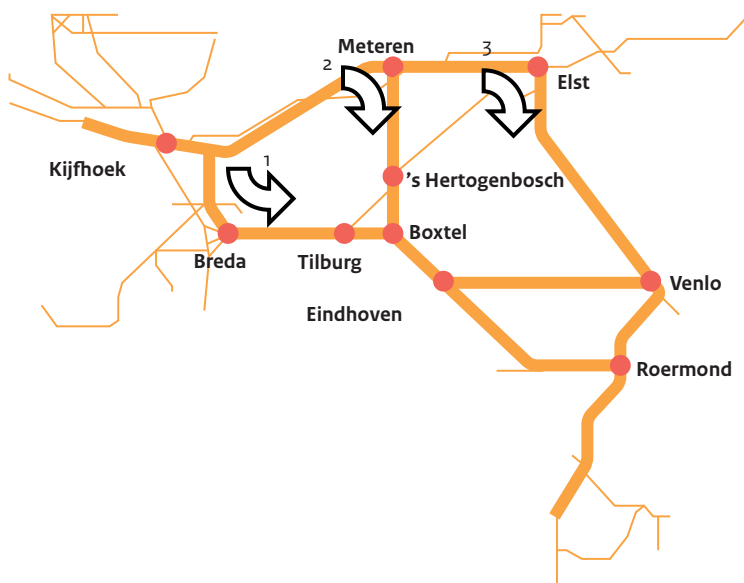 Meteren
2
3
Elst
Kijfhoek
1
's Hertogenbosch
Breda
Tilburg
Boxtel
Venlo
Eindhoven
Roermond